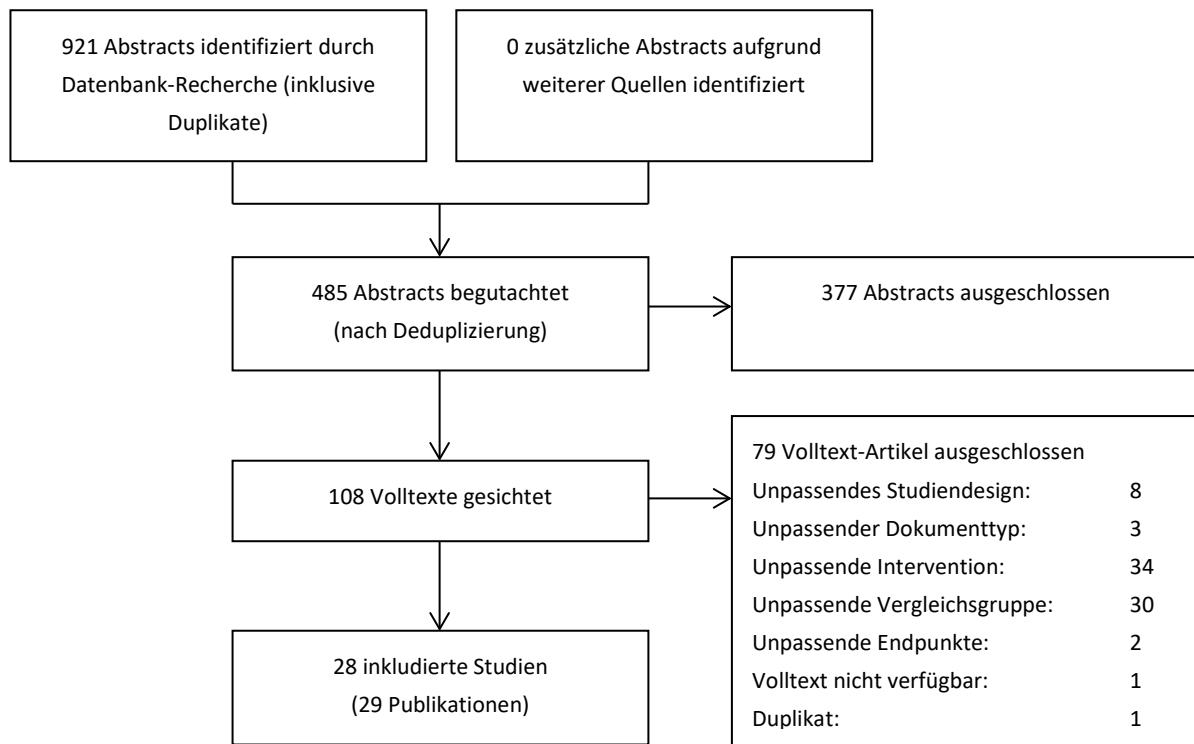 921 Abstracts identifiziert durch
Datenbank-Recherche (inklusive
Duplikate)
0 zusätzliche Abstracts aufgrund
weiterer Quellen identifiziert
485 Abstracts begutachtet
(nach Deduplizierung)
377 Abstracts ausgeschlossen
108 Volltexte gesichtet
79 Volltext-Artikel ausgeschlossen
Unpassendes Studiendesign: 8
Unpassender Dokumenttyp: 3
Unpassende Intervention: 34
Unpassende Vergleichsgruppe: 30
Unpassende Endpunkte: 2
Volltext nicht verfügbar: 1
Duplikat: 1
28 inkludierte Studien
(29 Publikationen)